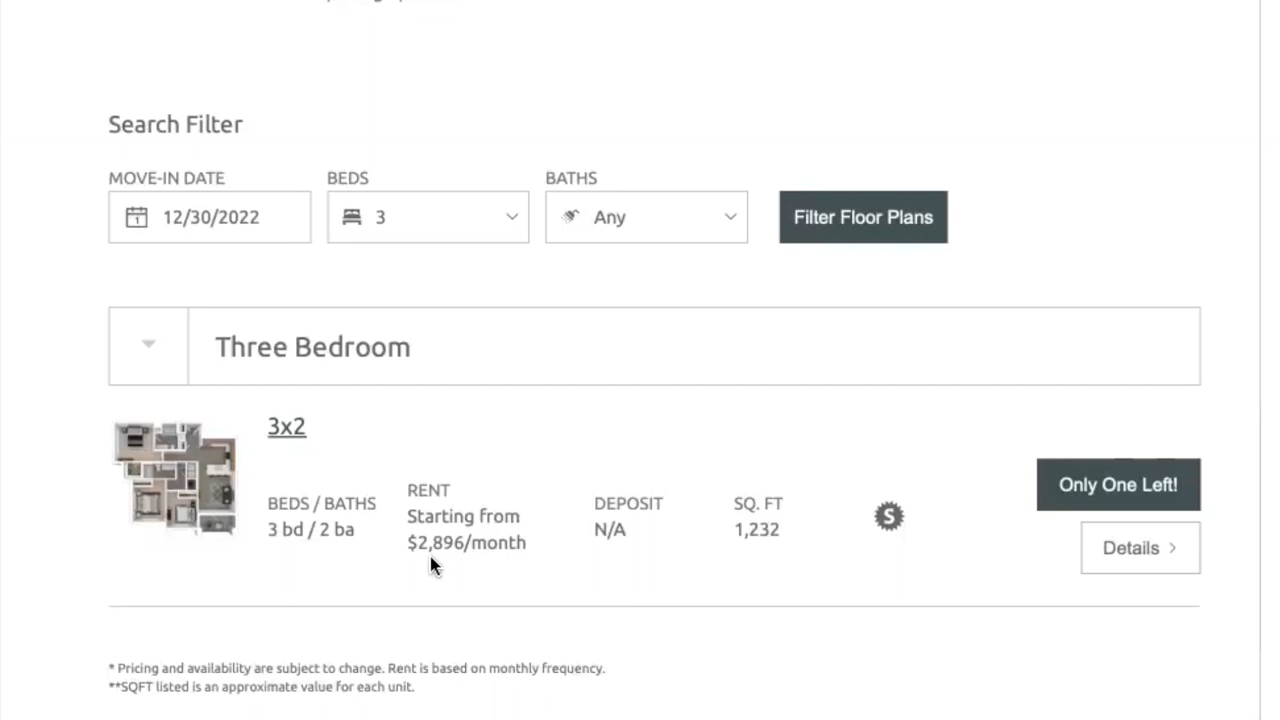 Search Filter
MOVE-IN DATE
BEDS
BATHS
12/30/2022
3
Any
Filter Floor Plans
Three Bedroom
3x2
BEDS / BATHS
3 bd / 2 ba
RENT
Starting from
$2,896/month
DEPOSIT
N/A
SQ. FT
1,232
S
Only One Left!
Details
* Pricing and availability are subject to change. Rent is based on monthly frequency.
**SQFT listed is an approximate value for each unit.